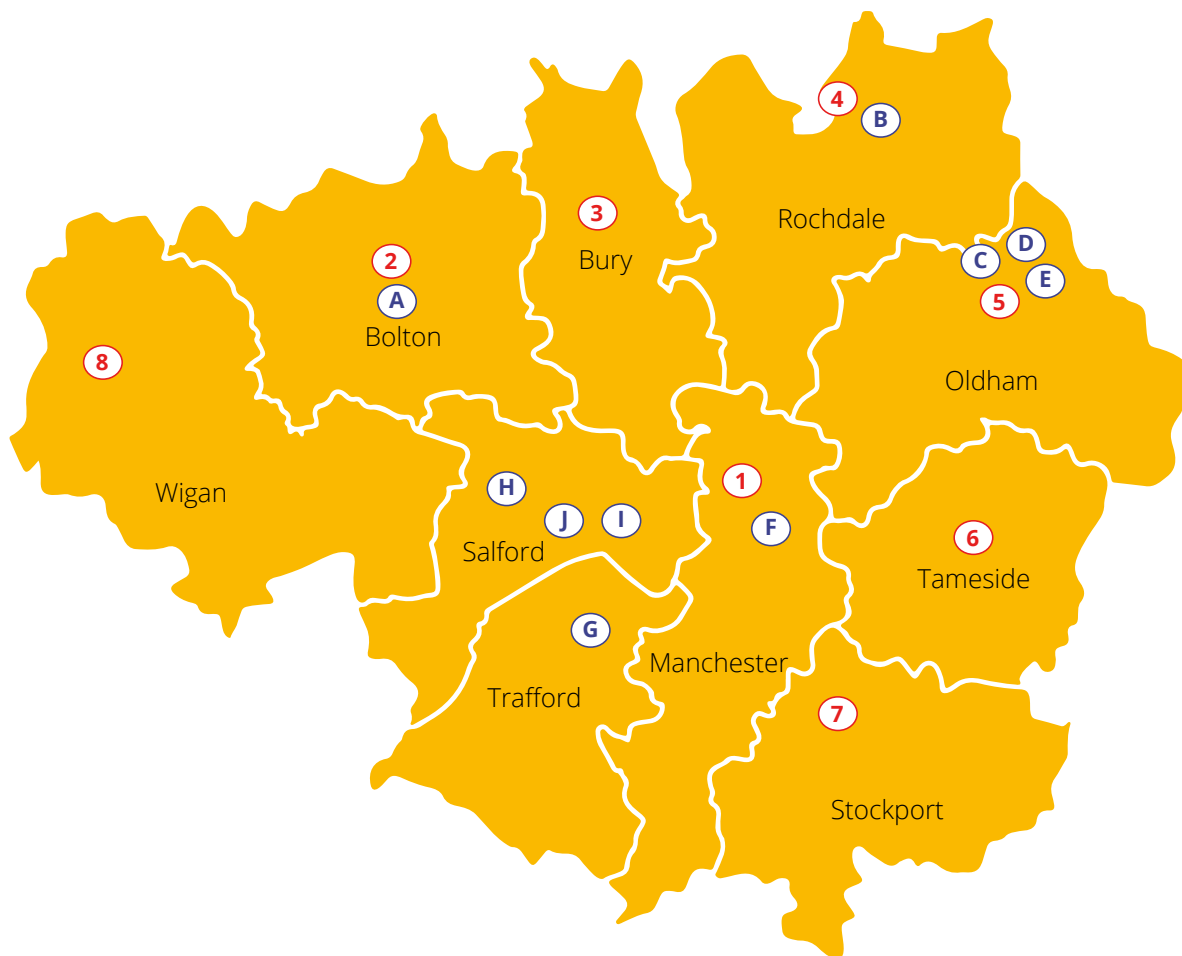 4
B
3
Rochdale
D
2
Bury
C
E
A
5
Bolton
8
Oldham
1
H
Wigan
J
I
F
6
Salford
Tameside
G
Manchester
Trafford
7
Stockport